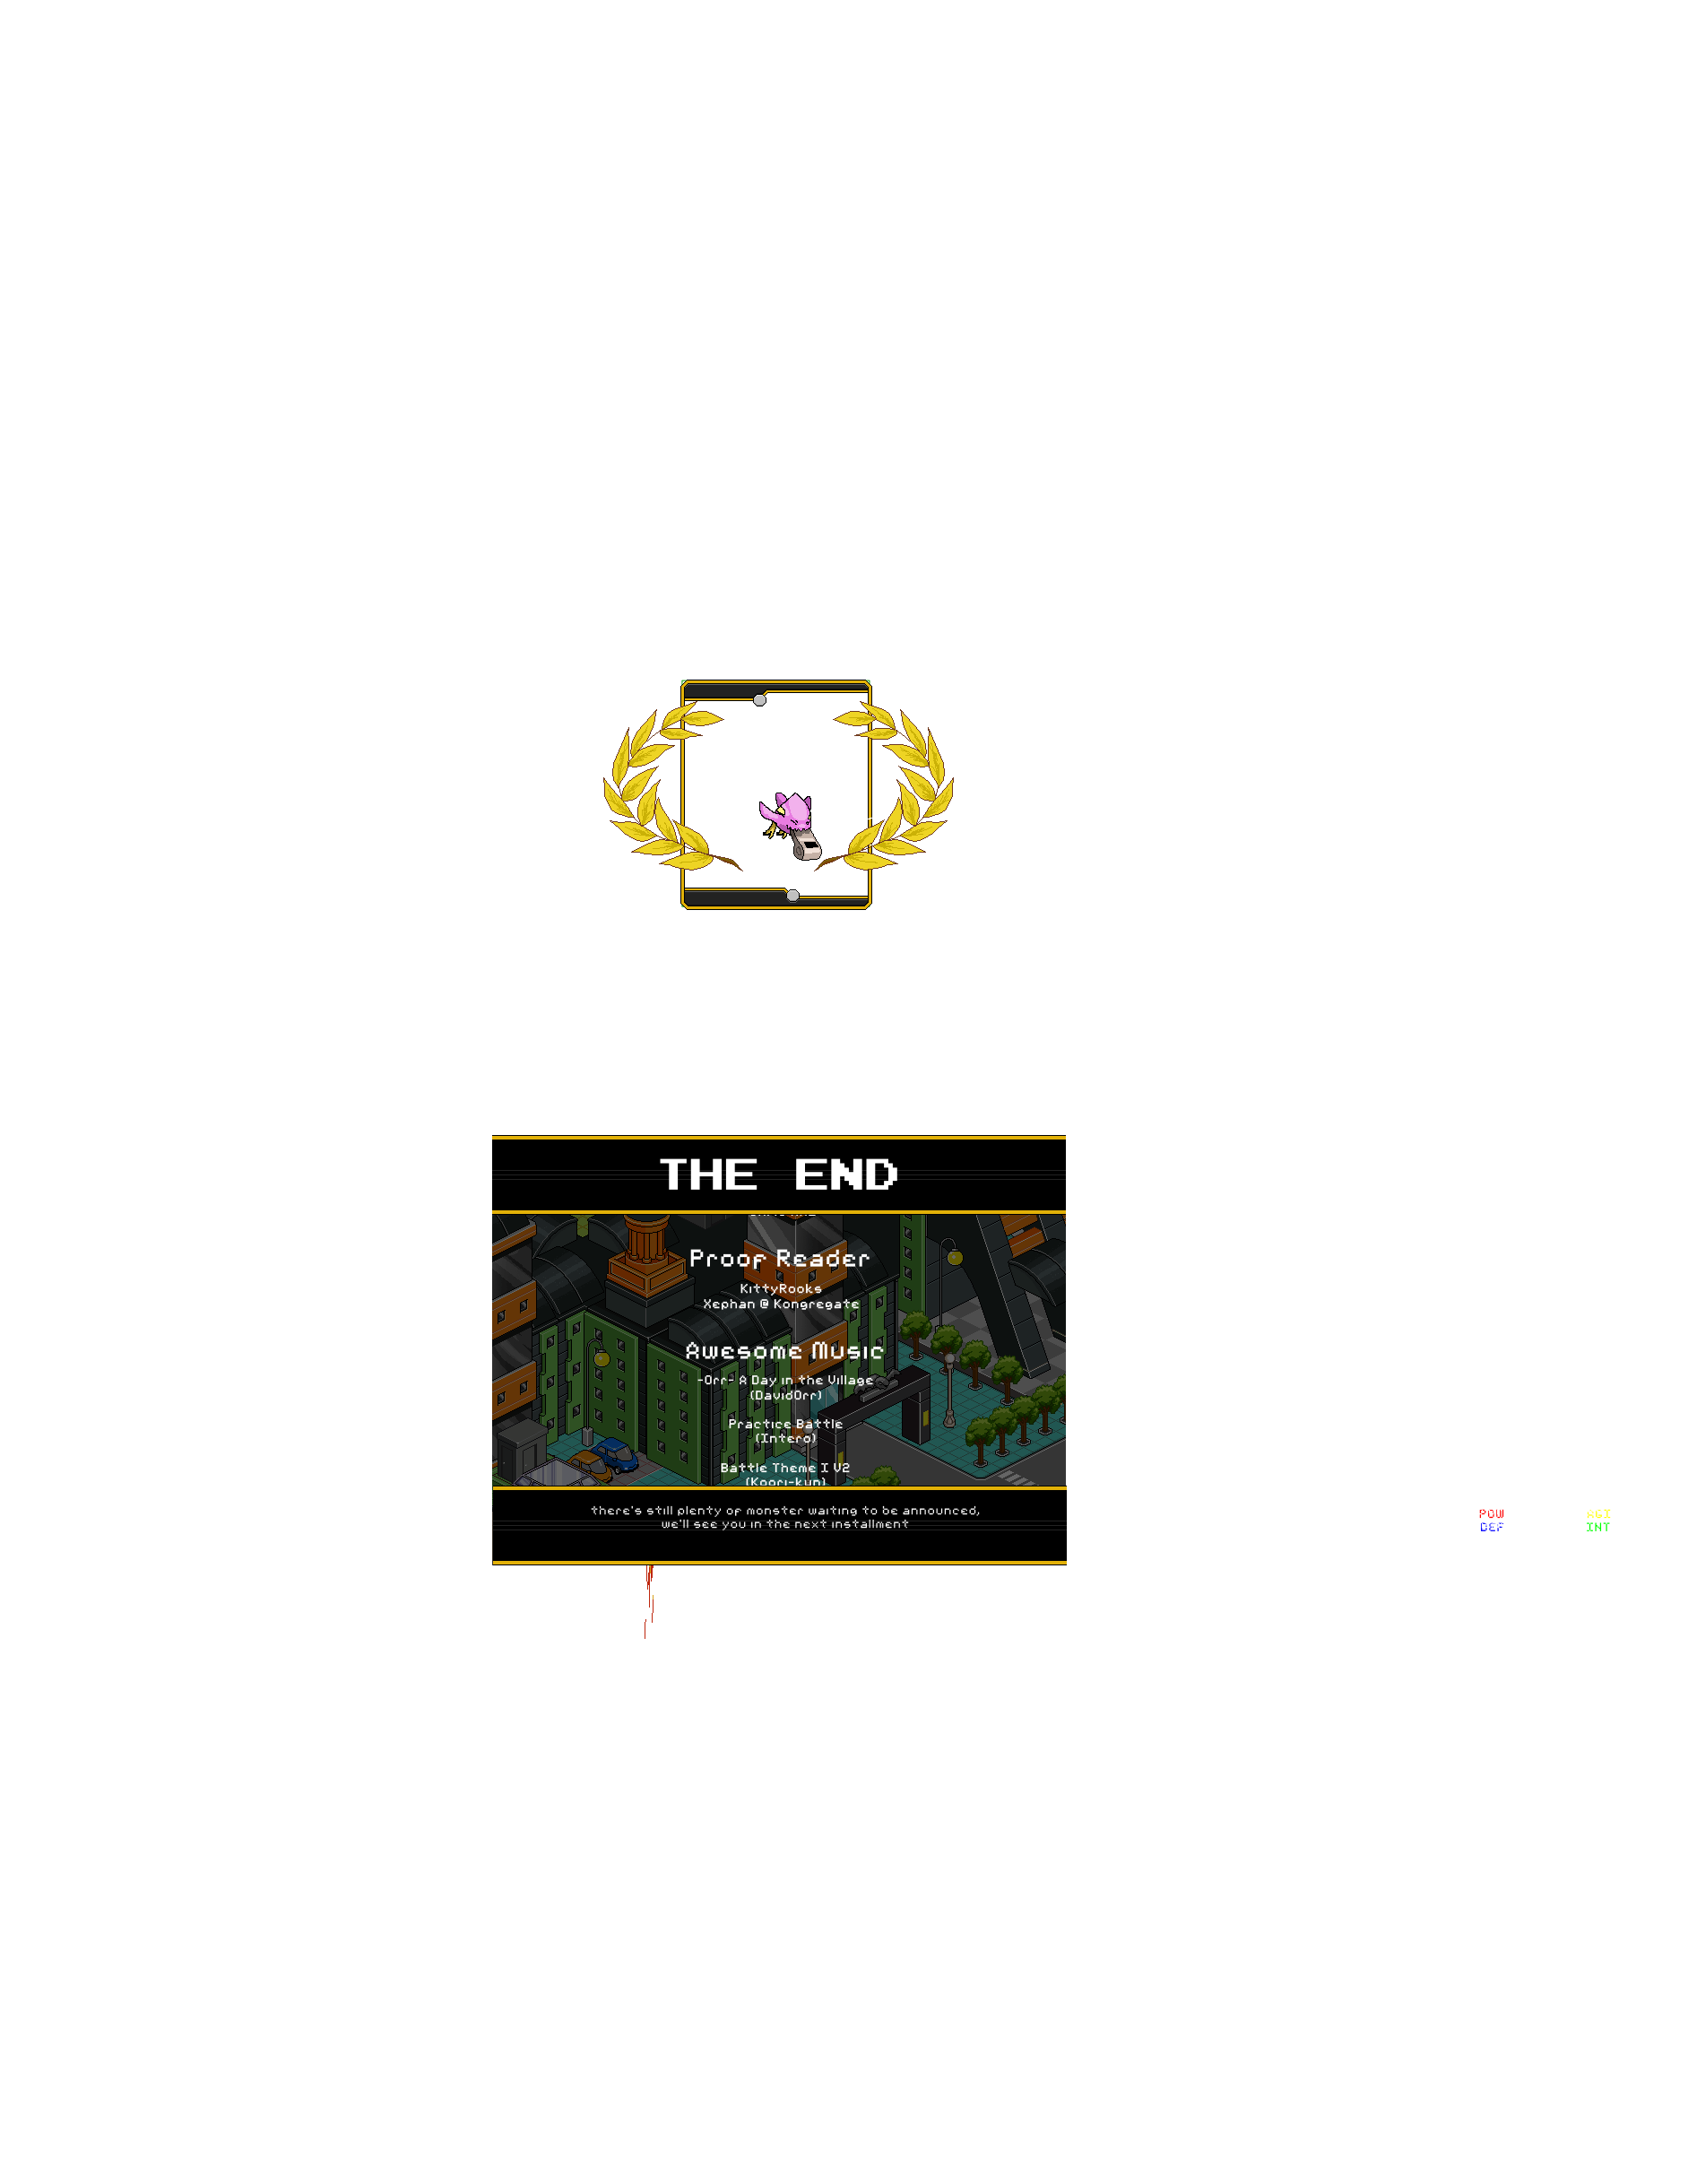 THE END
Proof Reader
KittyRooks
Xephan @ Kongregate
Awesome Music
-Orr- A Day in the Village
(DavidOrr)
Practice Battle
(Intero)
Battle Theme I V2
(Koori-kun)
there's still plenty of monster waiting to be announced,
we'll see you in the next installment
POW AGI
DEF INT